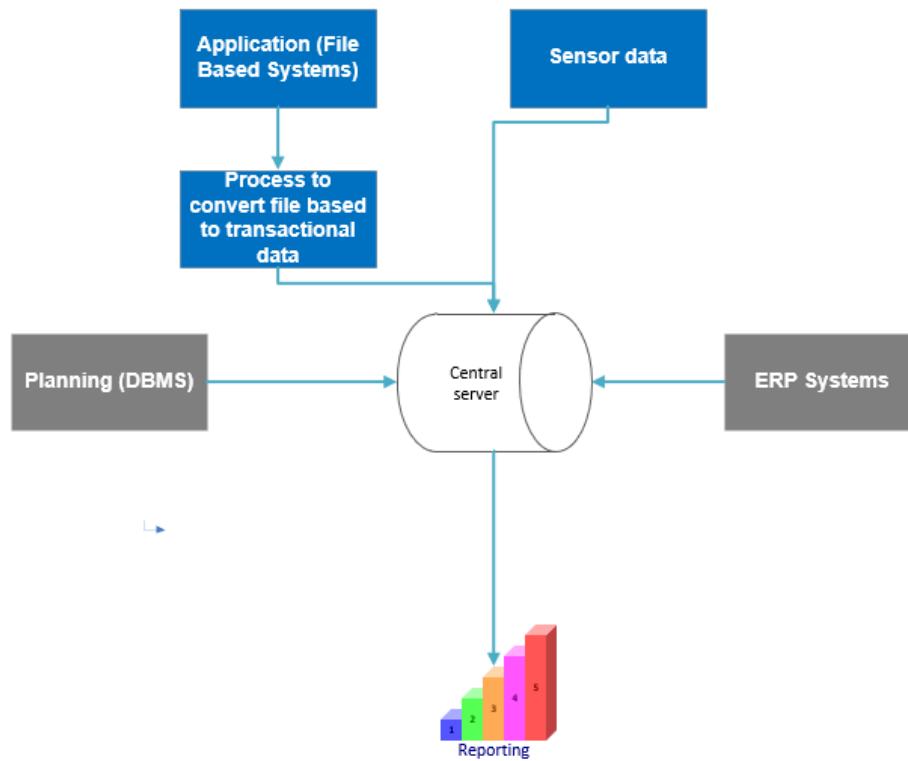 Application (File
Based Systems)
Sensor data
Process to
convert file based
to transactional
data
Planning (DBMS)
Central
server
ERP Systems
1
2
3
4
5
Reporting